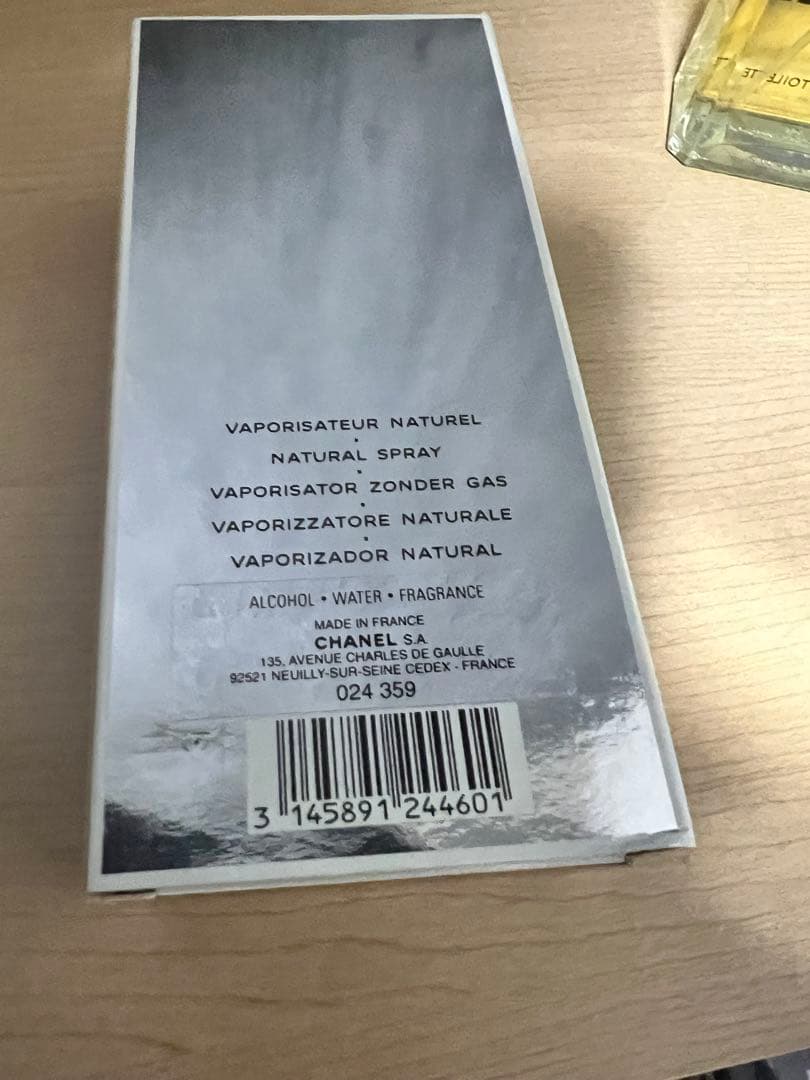 VAPORISATEUR NATUREL
•
NATURAL SPRAY
•
VAPORISATOR ZONDER GAS
•
VAPORIZZATORE NATURALE
•
VAPORIZADOR NATURAL
ALCOHOL • WATER • FRAGRANCE
MADE IN FRANCE
CHANEL S.A.
135, AVENUE CHARLES DE GAULLE
92521 NEUILLY-SUR-SEINE CEDEX - FRANCE
024 359
3 145891 244601
TOILETTE